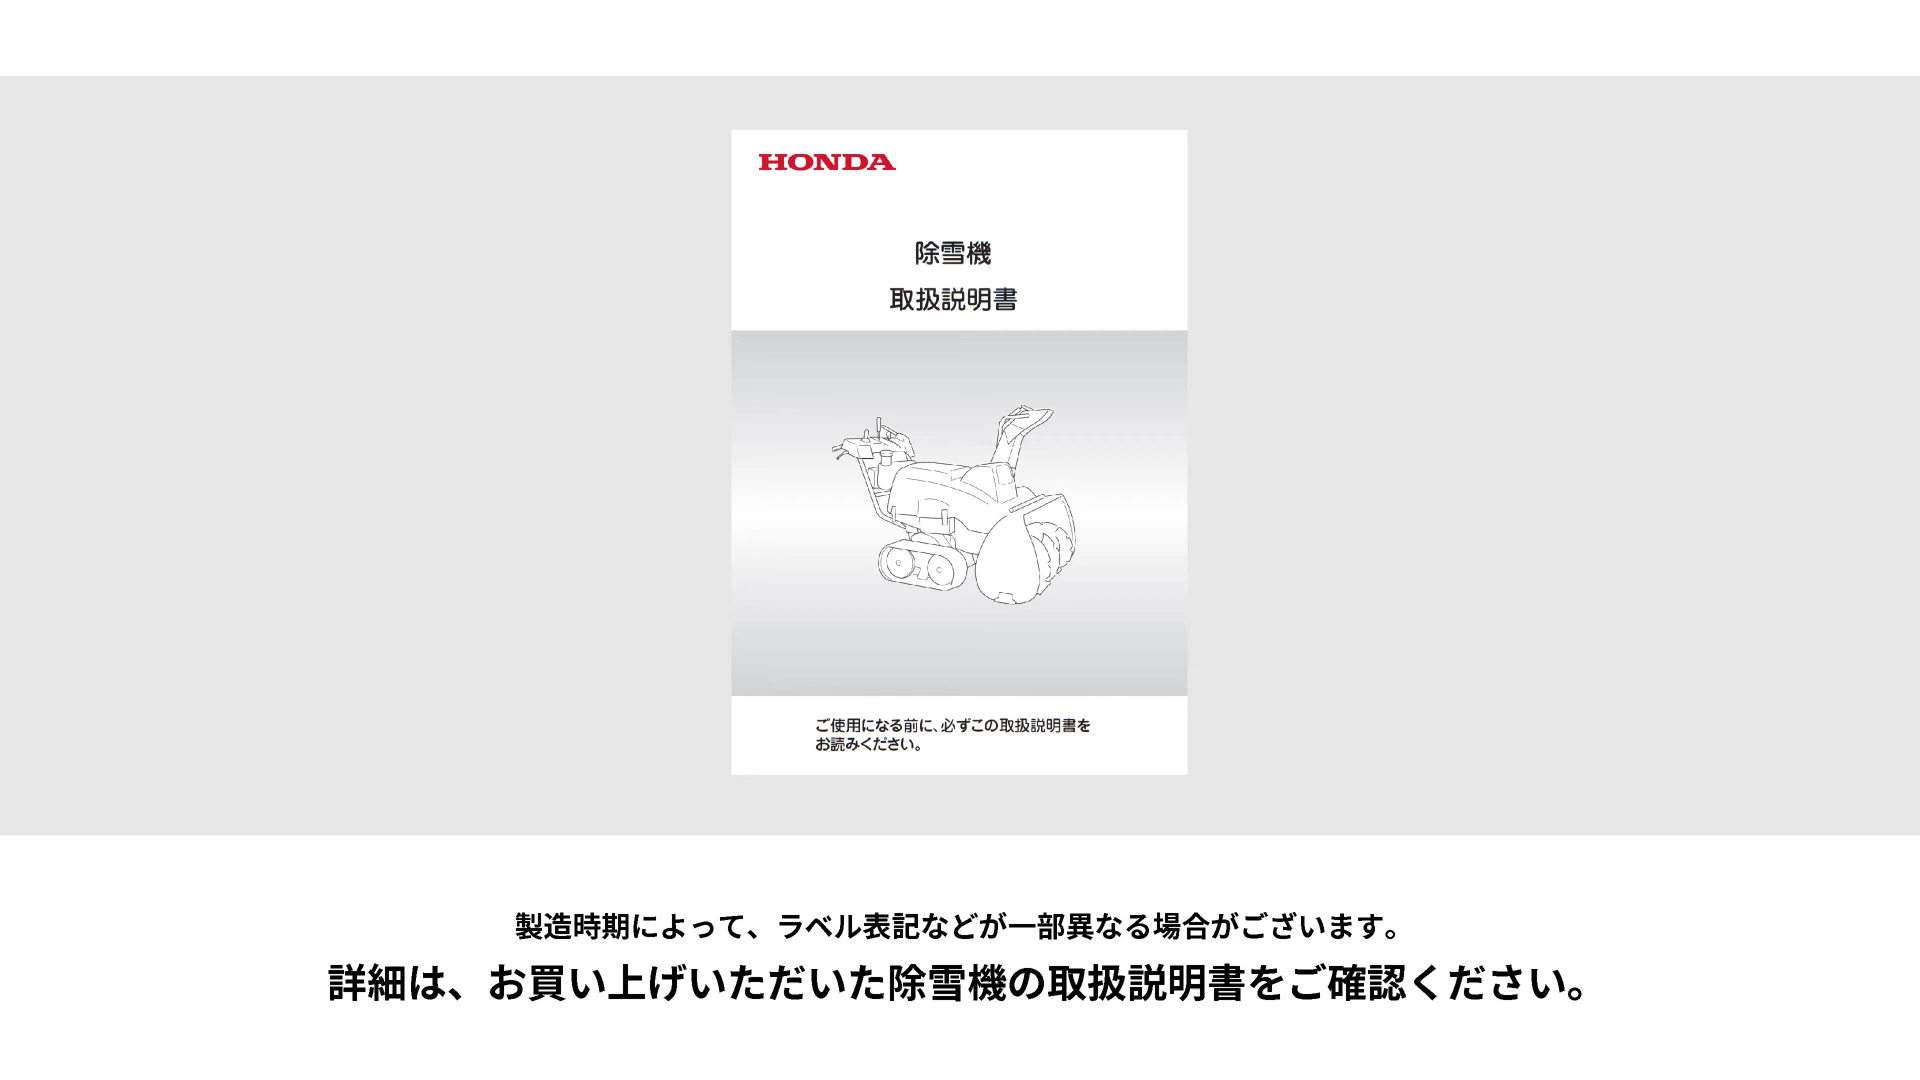 HONDA
除雪機
取扱説明書
ご使用になる前に、必ずこの取扱説明書を
お読みください。
製造時期によって、ラベル表記などが一部異なる場合がございます。
詳細は、お買い上げいただいた除雪機の取扱説明書をご確認ください。